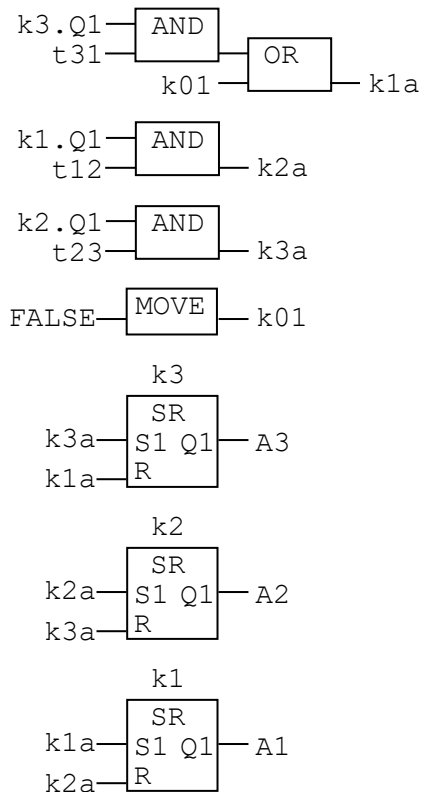 k3.Q1 AND
t31 OR
k01 k1a
k1.Q1 AND
t12 k2a
k2.Q1 AND
t23 k3a
MOVE
FALSE k01
k3
SR
k3a S1 Q1 A3
k1a R
k2
SR
k2a S1 Q1 A2
k3a R
k1
SR
k1a S1 Q1 A1
k2a R